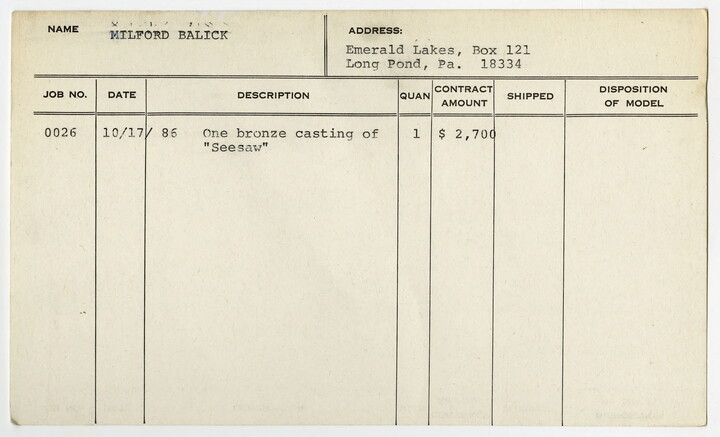 NAME
MILFORD BALICK
ADDRESS:
Emerald Lakes, Box 121
Long Pond, Pa. 18334
JOB NO. DATE DESCRIPTION QUAN CONTRACT AMOUNT SHIPPED DISPOSITION OF MODEL
0026 10/17/ 86 One bronze casting of 1 $ 2,700
"Seesaw"